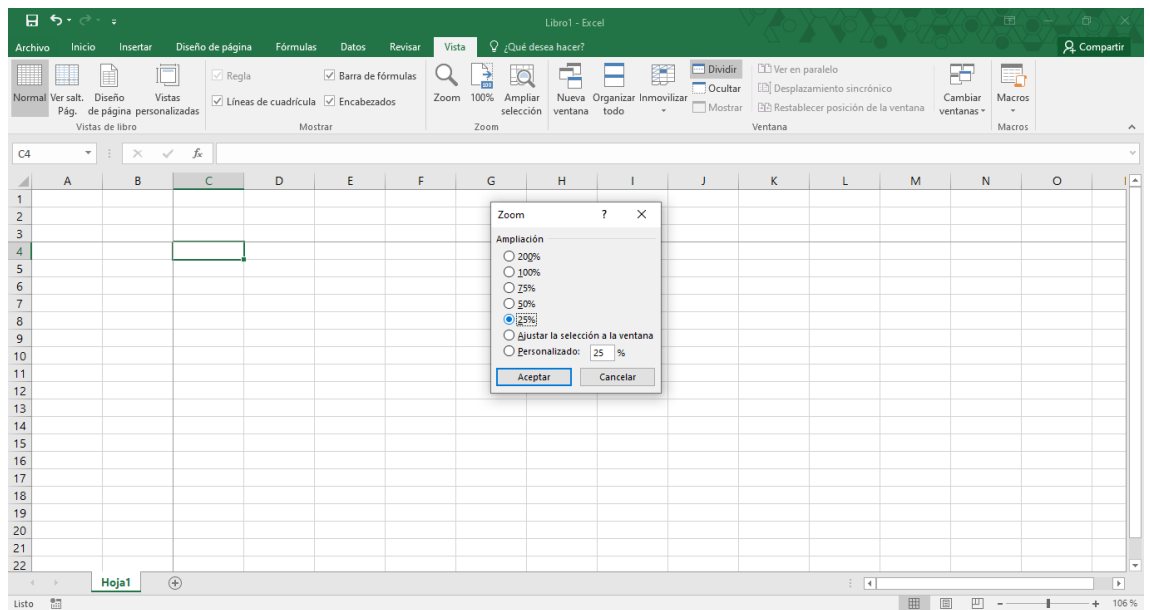 Libro1 - Excel
Archivo Inicio Insertar Diseño de página Fórmulas Datos Revisar Vista ¿Qué desea hacer? Compartir
Normal Ver salt. Pág. Diseño de página Vistas personalizadas
Vistas de libro
Regla Barra de fórmulas
Líneas de cuadrícula Encabezados
Mostrar
Zoom 100% Ampliar selección
Zoom
Nueva ventana Organizar todo Inmovilizar
Dividir Ver en paralelo
Ocultar Desplazamiento sincrónico
Mostrar Restablecer posición de la ventana
Cambiar ventanas
Ventana
Macros
Macros
C4 fx
A B C D E F G H I J K L M N O
1
2
3
4
5
6
7
8
9
10
11
12
13
14
15
16
17
18
19
20
21
22
Zoom ?
Ampliación
200%
100%
75%
50%
25%
Ajustar la selección a la ventana
Personalizado: 25 %
Aceptar Cancelar
Hoja1
Listo 106 %